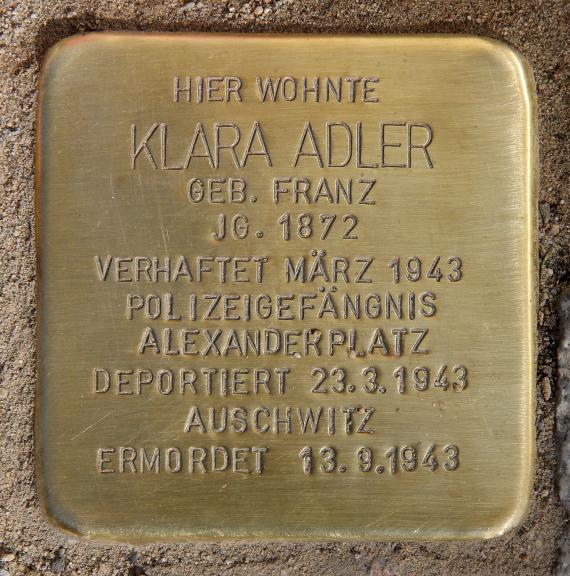 HIER WOHNTE
KLARA ADLER
GEB. FRANZ
JG. 1872
VERHAFTET MÄRZ 1943
POLIZEIGEFÄNGNIS
ALEXANDERPLATZ
DEPORTIERT 23.3.1943
AUSCHWITZ
ERMORDET 13.9.1943